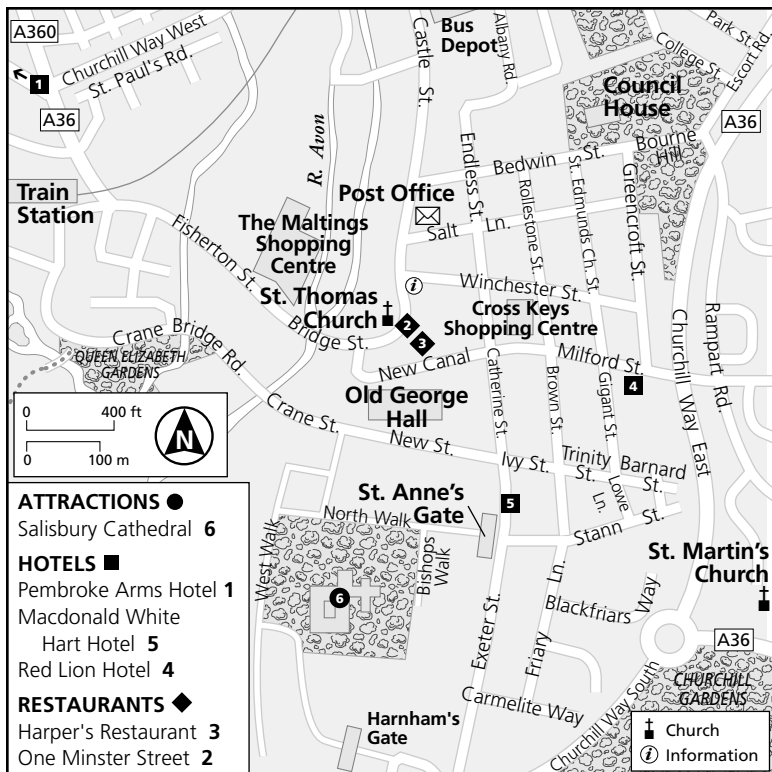 A360
Churchill Way West
St. Paul's Rd.
1
A36
Castle St.
Bus
Depot
Albany Rd.
Park St.
College St.
Escort Rd.
Council
House
A36
Bourne
Hill
R. Avon
Endless St.
Bedwin St.
Train
Station
Post Office
Rollestone St.
St. Edmunds Ch. St.
Greencroft St.
Fisherton St.
The Maltings
Shopping
Centre
Salt Ln.
i
Winchester St.
St. Thomas
Church
2
3
Cross Keys
Shopping Centre
Bridge St.
Crane Bridge Rd.
QUEEN ELIZABETH
GARDENS
New Canal
Milford St.
4
Churchill Way East
Rampart Rd.
Old George
Hall
Catherine St.
Brown St.
Gigant St.
0 400 ft
0 100 m
N
Crane St.
New St.
Ivy St.
Trinity St.
Barnard St.
Lowe Ln.
St. Anne's
Gate
5
North Walk
West Walk
Bishops
Walk
Stann St.
St. Martin's
Church
6
Exeter St.
Friary Ln.
Blackfriars Way
A36
Carmelite Way
Churchill Way South
CHURCHILL
GARDENS
Harnham's
Gate
ATTRACTIONS
Salisbury Cathedral 6
HOTELS
Pembroke Arms Hotel 1
Macdonald White
Hart Hotel 5
Red Lion Hotel 4
RESTAURANTS
Harper's Restaurant 3
One Minster Street 2
Church
i Information